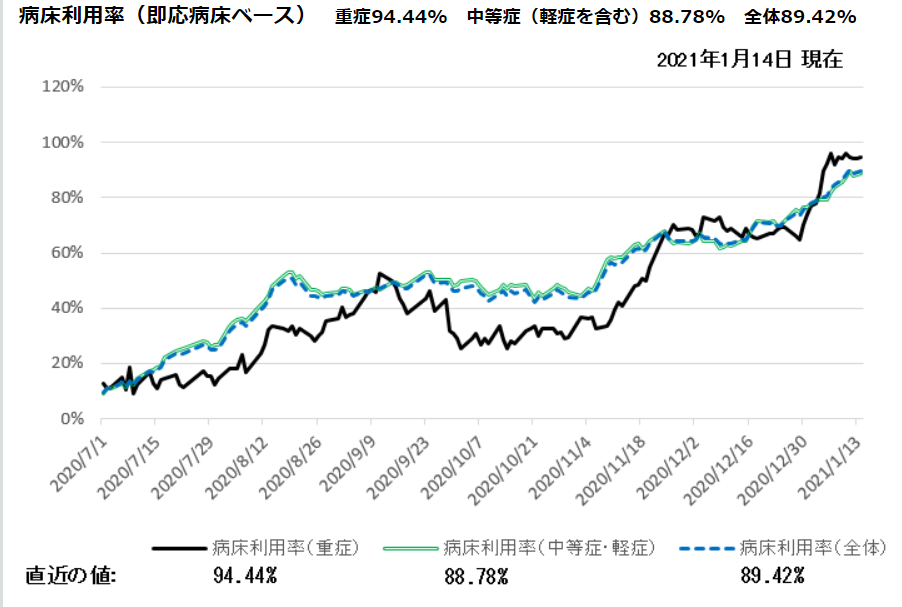 病床利用率(即応病床ベース) 重症94.44% 中等症(軽症を含む)88.78% 全体89.42%
2021年1月14日 現在
120%
100%
80%
60%
40%
20%
0%
2020/7/1 2020/7/15 2020/7/29 2020/8/12 2020/8/26 2020/9/9 2020/9/23 2020/10/7 2020/10/21 2020/11/4 2020/11/18 2020/12/2 2020/12/16 2020/12/30 2021/1/13
病床利用率(重症) 病床利用率(中等症・軽症) 病床利用率(全体)
直近の値: 94.44% 88.78% 89.42%